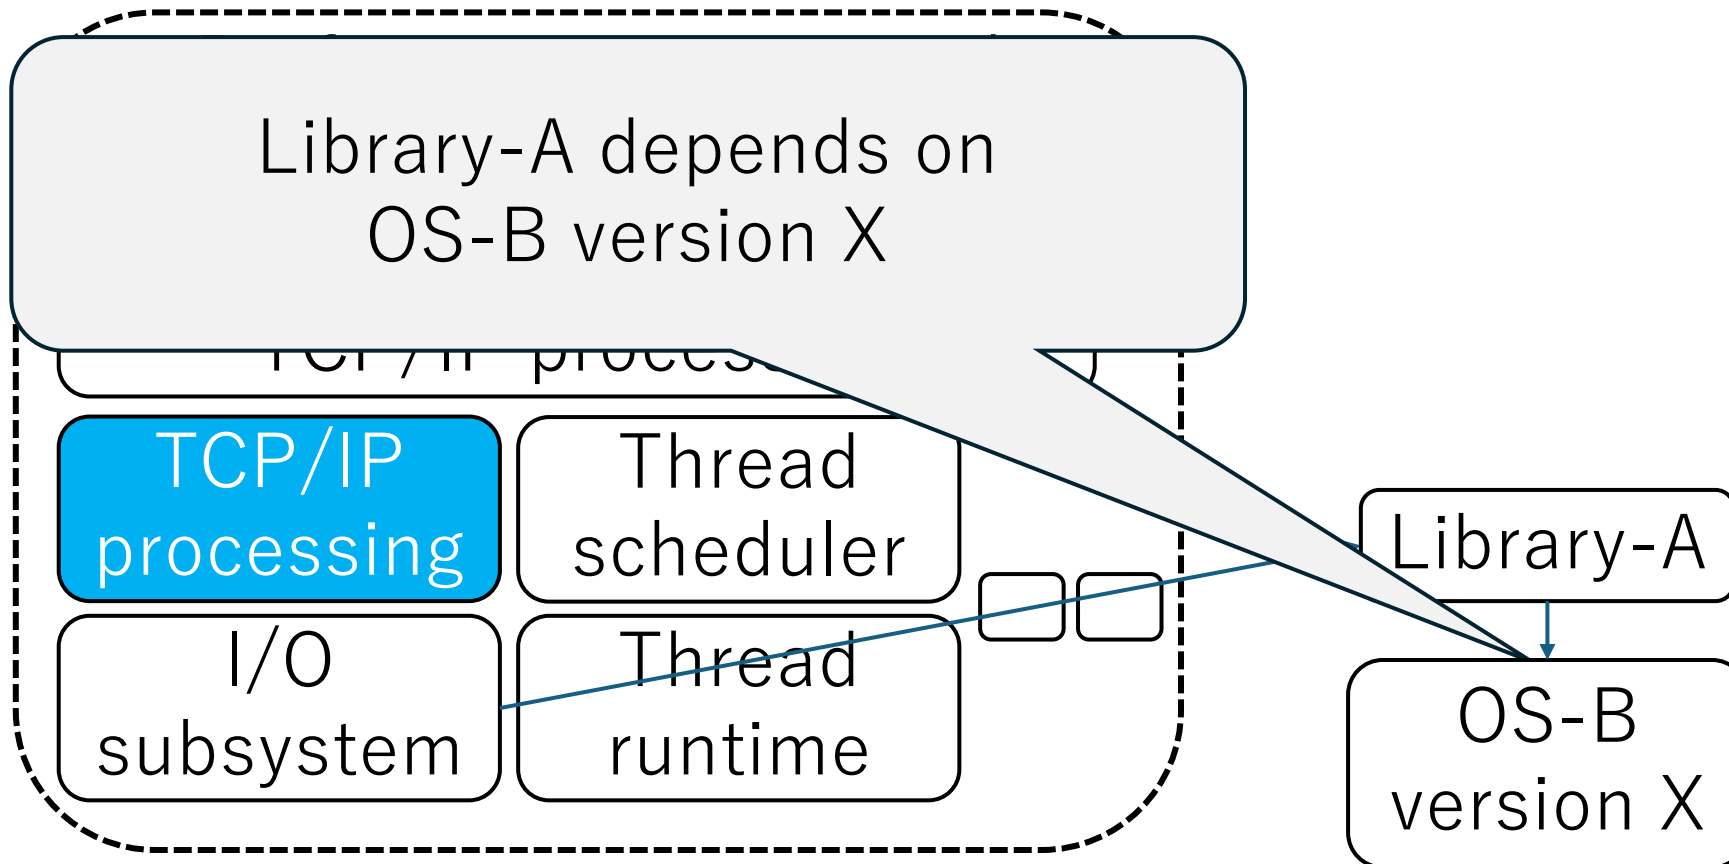 Library-A depends on
OS-B version X
TCP/IP
processing
Thread
scheduler
Library-A
I/O
subsystem
Thread
runtime
OS-B
version X